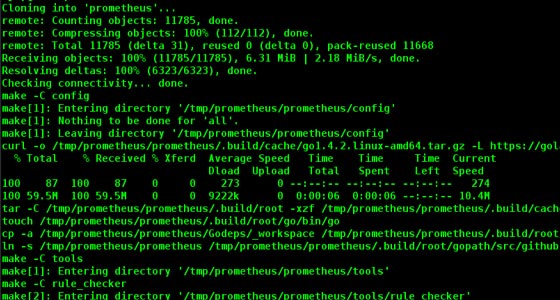 Cloning into 'prometheus'...
remote: Counting objects: 11785, done.
remote: Compressing objects: 100% (112/112), done.
remote: Total 11785 (delta 31), reused 0 (delta 0), pack-reused 11668
Receiving objects: 100% (11785/11785), 6.31 MiB | 2.18 MiB/s, done.
Resolving deltas: 100% (6323/6323), done.
Checking connectivity... done.
make -C config
make[1]: Entering directory '/tmp/prometheus/prometheus/config'
make[1]: Nothing to be done for 'all'.
make[1]: Leaving directory '/tmp/prometheus/prometheus/config'
curl -o /tmp/prometheus/prometheus/.build/cache/go1.4.2.linux-amd64.tar.gz -L https://gol
% Total % Received % Xferd Average Speed Time Time Time Current
Dload Upload Total Spent Left Speed
100 87 100 87 0 0 273 0 --:--:-- --:--:-- --:--:-- 274
100 59.5M 100 59.5M 0 0 9222k 0 0:00:06 0:00:06 --:--:-- 10.4M
tar -C /tmp/prometheus/prometheus/.build/root -xzf /tmp/prometheus/prometheus/.build/cach
touch /tmp/prometheus/prometheus/.build/root/go/bin/go
cp -a /tmp/prometheus/prometheus/Godeps/_workspace /tmp/prometheus/prometheus/.build/root
ln -s /tmp/prometheus/prometheus /tmp/prometheus/prometheus/.build/root/gopath/src/github
make -C tools
make[1]: Entering directory '/tmp/prometheus/prometheus/tools'
make -C rule_checker
make[2]: Entering directory '/tmp/prometheus/prometheus/tools/rule_checker'